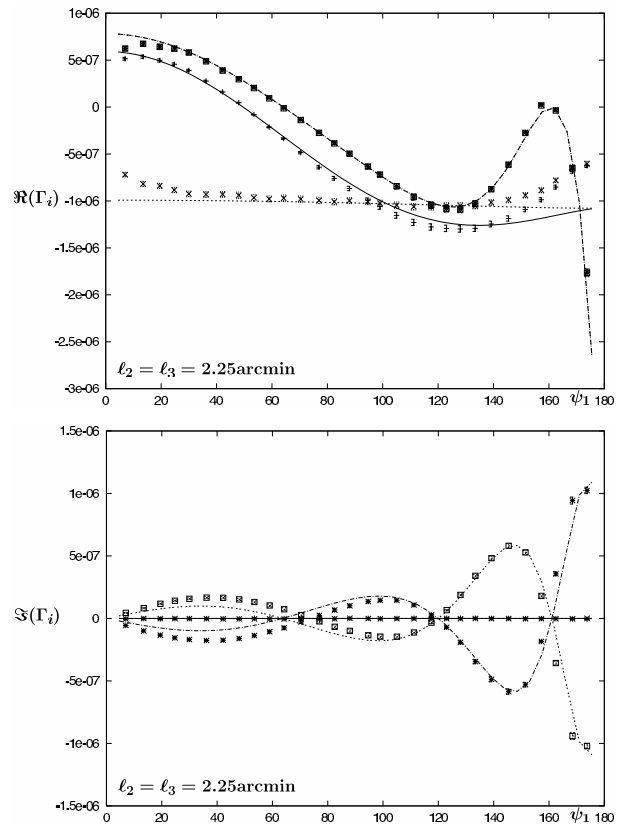 1e-06
5e-07
0
-5e-07
ℜ(Γᵢ) -1e-06
-1.5e-06
-2e-06
-2.5e-06
ℓ₂ = ℓ₃ = 2.25arcmin
-3e-06
0 20 40 60 80 100 120 140 160 ψ₁ 180
1.5e-06
1e-06
5e-07
ℑ(Γᵢ) 0
-5e-07
-1e-06
ℓ₂ = ℓ₃ = 2.25arcmin
-1.5e-06
0 20 40 60 80 100 120 140 160 ψ₁ 180